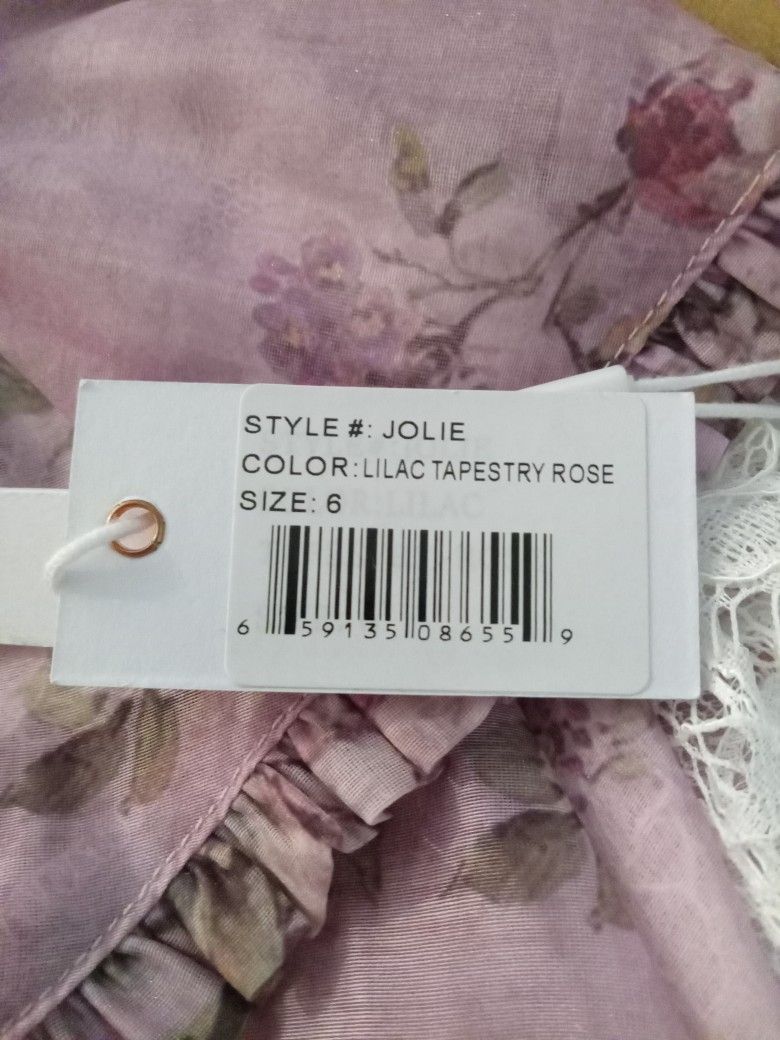 STYLE #: JOLIE
COLOR:LILAC TAPESTRY ROSE
SIZE: 6
6 59135 08655 9